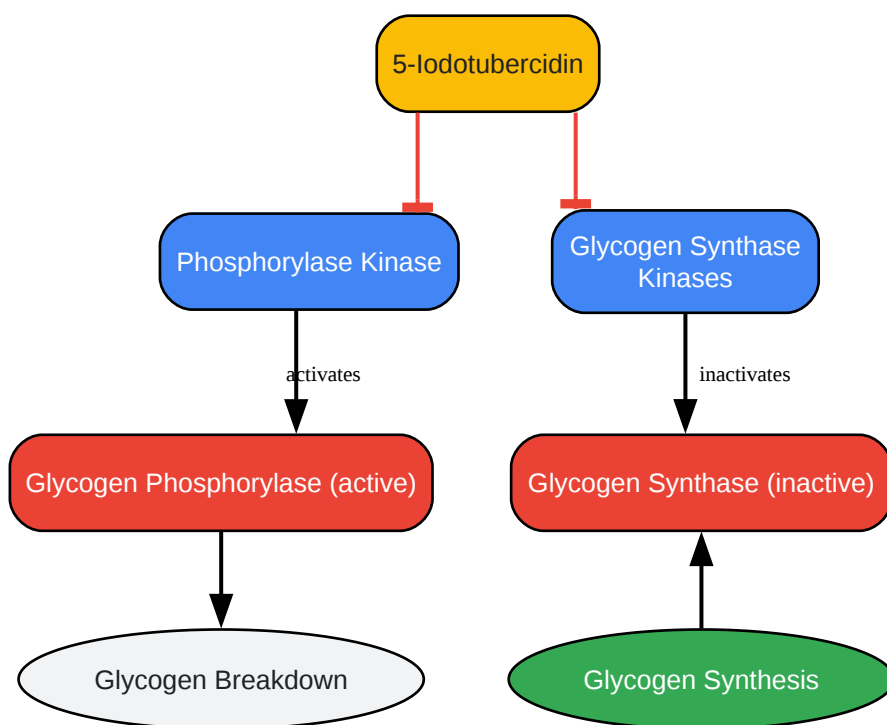 5-Iodotubercidin
Phosphorylase Kinase
Glycogen Synthase
Kinases
activates
inactivates
Glycogen Phosphorylase (active)
Glycogen Synthase (inactive)
Glycogen Breakdown
Glycogen Synthesis